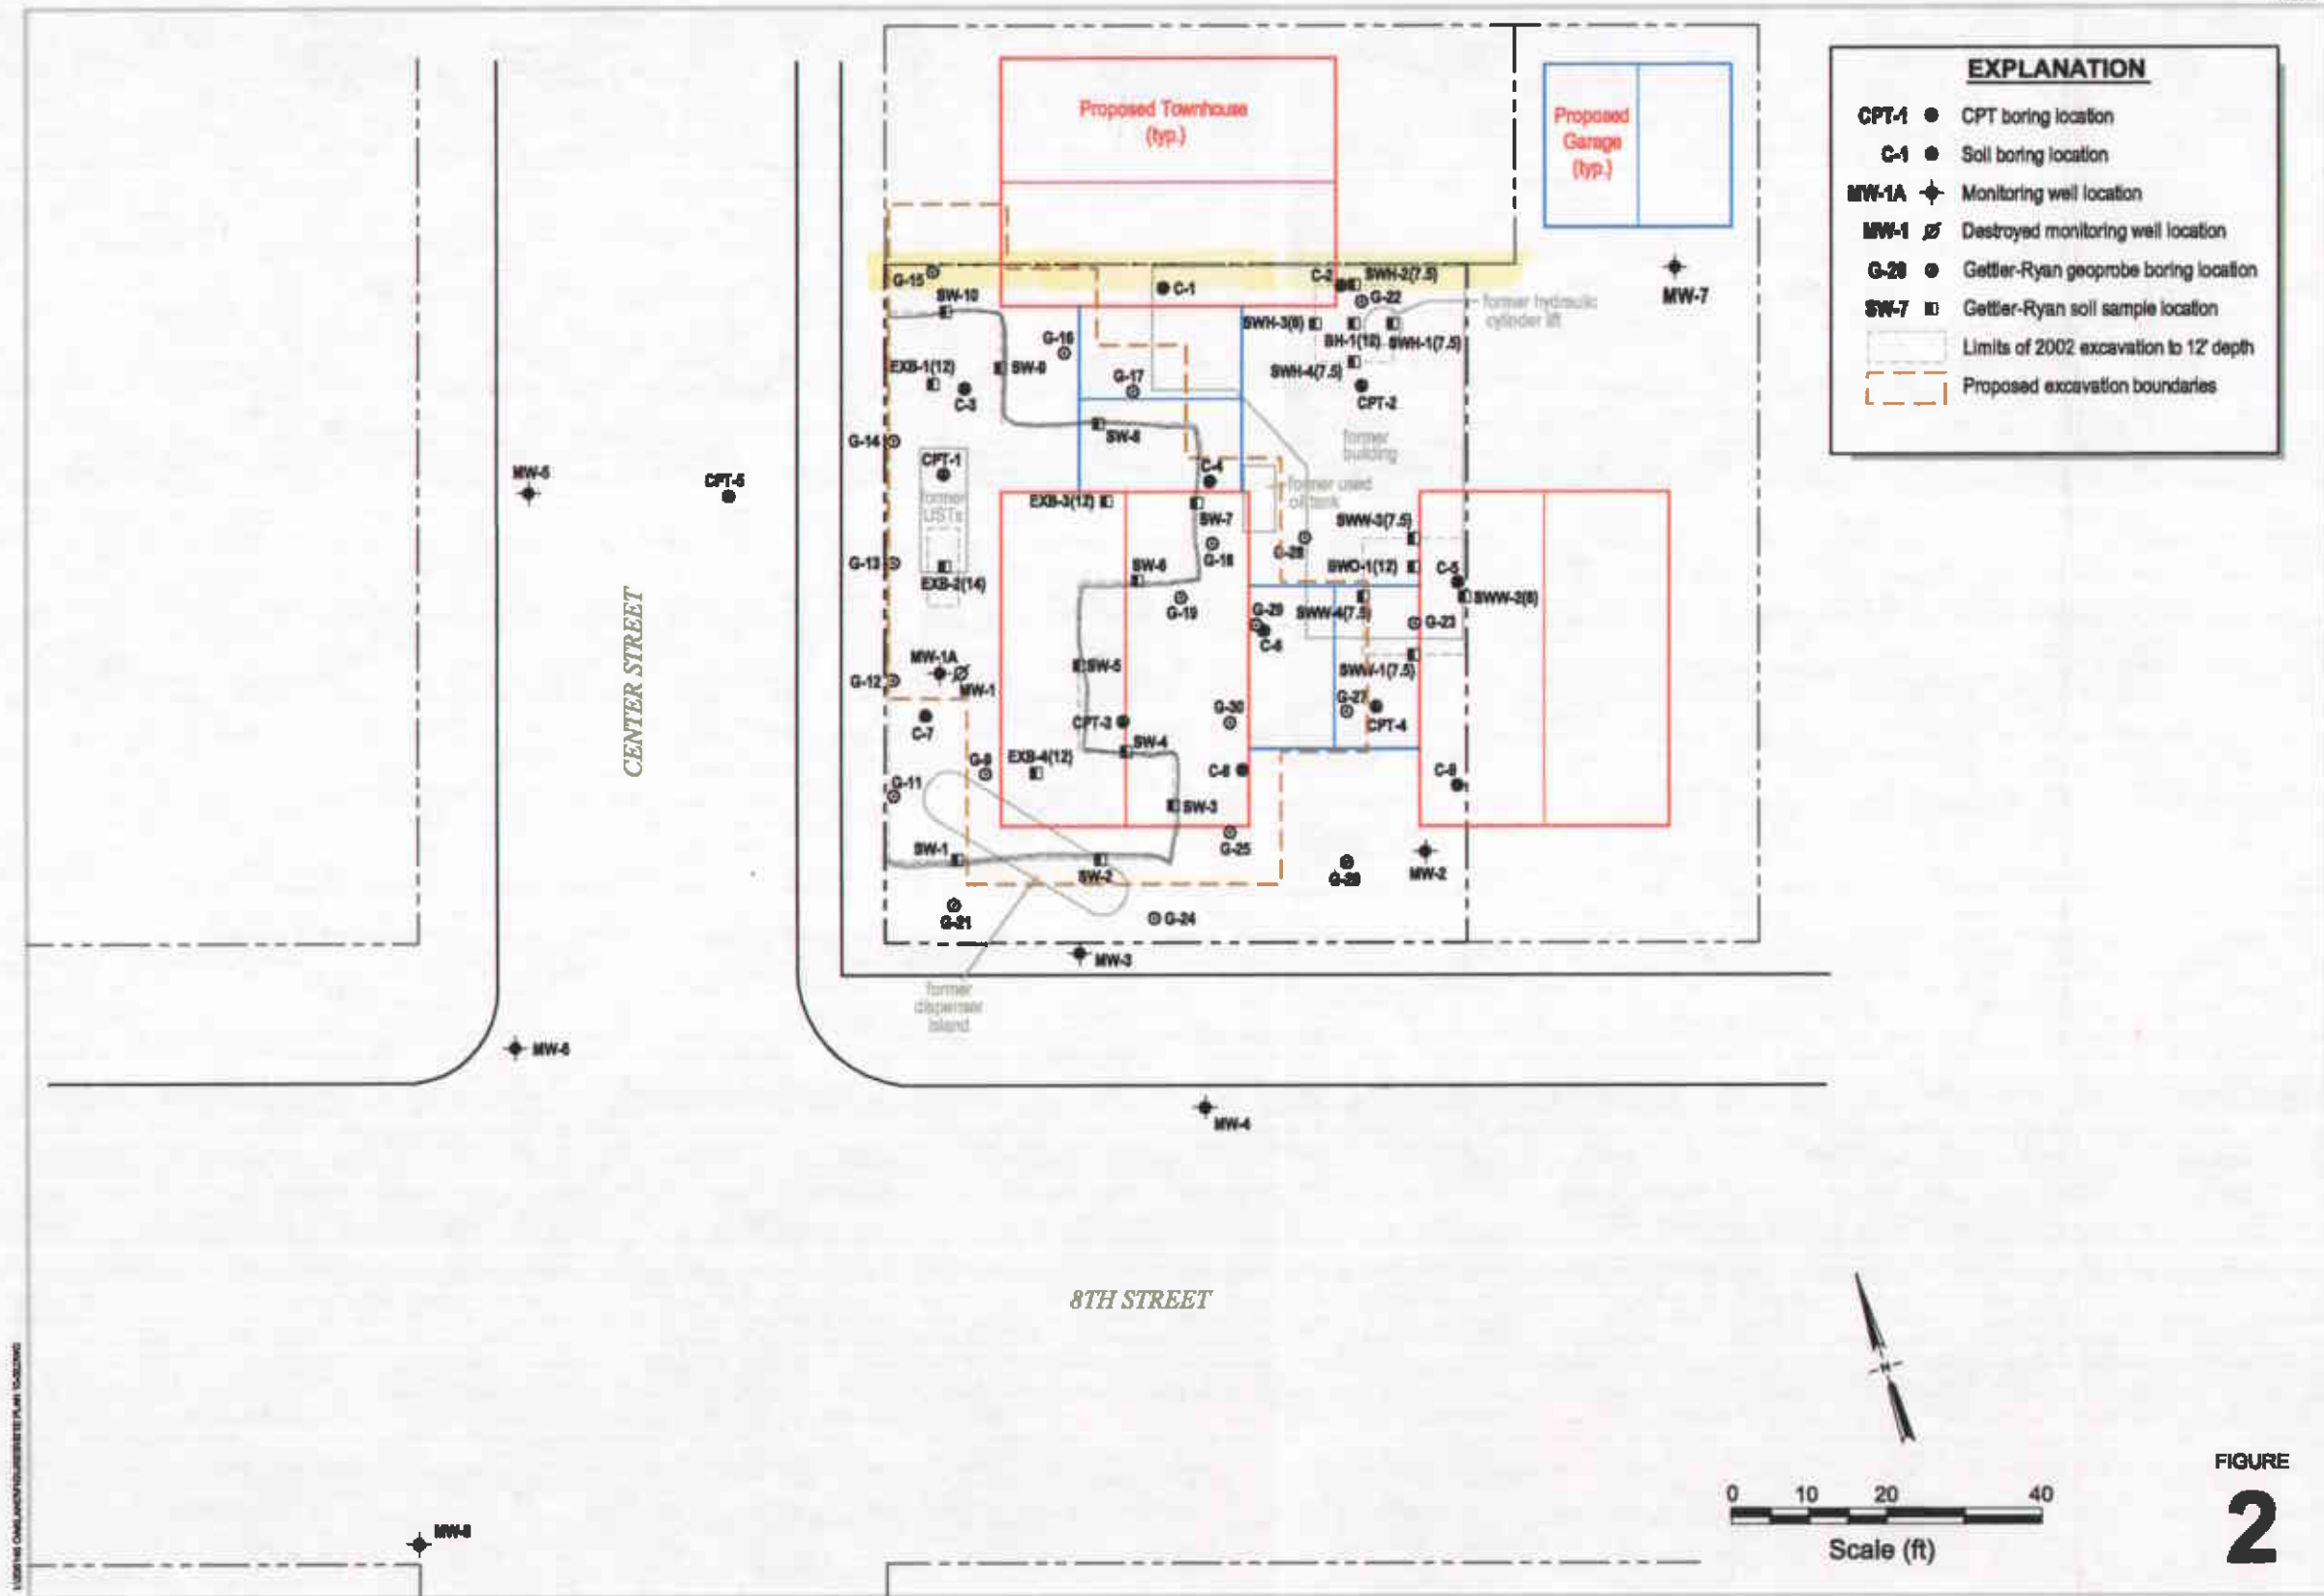 EXPLANATION
CPT-1 CPT boring location
C-1 Soil boring location
MW-1A Monitoring well location
MW-1 Destroyed monitoring well location
G-28 Gettler-Ryan geoprobe boring location
SW-7 Gettler-Ryan soil sample location
Limits of 2002 excavation to 12' depth
Proposed excavation boundaries
Proposed Townhouse
(typ.)
Proposed
Garage
(typ.)
G-15
SW-10
C-1
C-2
SWH-2(7.5)
G-22
MW-7
former hydraulic
cylinder lift
SWH-3(8)
BH-1(12)
SWH-1(7.5)
G-16
SW-9
EXB-1(12)
C-3
G-17
SWH-4(7.5)
CPT-2
G-14
SW-8
former
building
CPT-1
C-4
MW-5
CPT-5
former
USTs
EXB-3(12)
SW-7
former used
oil tank
SWW-3(7.5)
G-13
EXB-2(14)
SW-6
G-18
G-28
C-5
SWW-2(8)
G-19
G-29
C-6
SWW-4(7.5)
G-23
CENTER STREET
MW-1A
MW-1
SW-5
SWW-1(7.5)
G-12
C-7
CPT-3
G-30
G-27
CPT-4
G-9
EXB-4(12)
SW-4
G-11
SW-3
SW-1
SW-2
G-25
MW-2
G-21
G-24
MW-3
former
dispenser
island
MW-6
MW-4
8TH STREET
N
0 10 20 40
Scale (ft)
MW-8
FIGURE
2